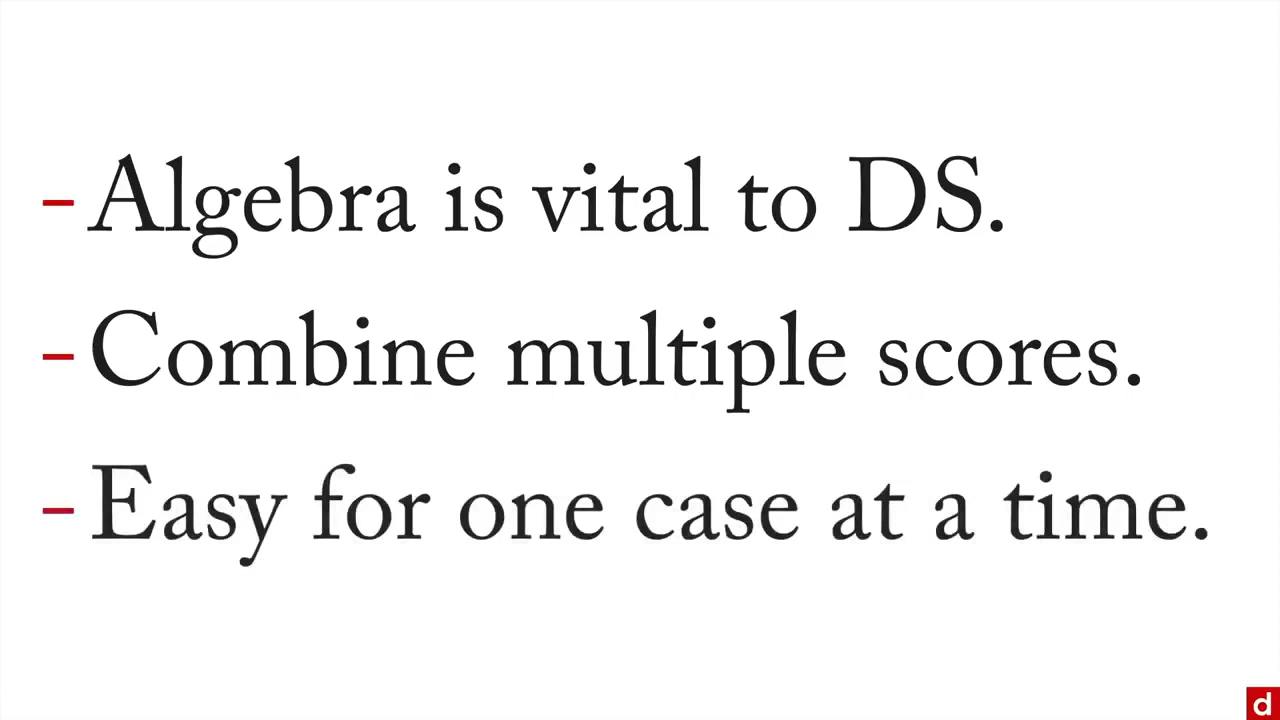 – Algebra is vital to DS.
– Combine multiple scores.
– Easy for one case at a time.
d